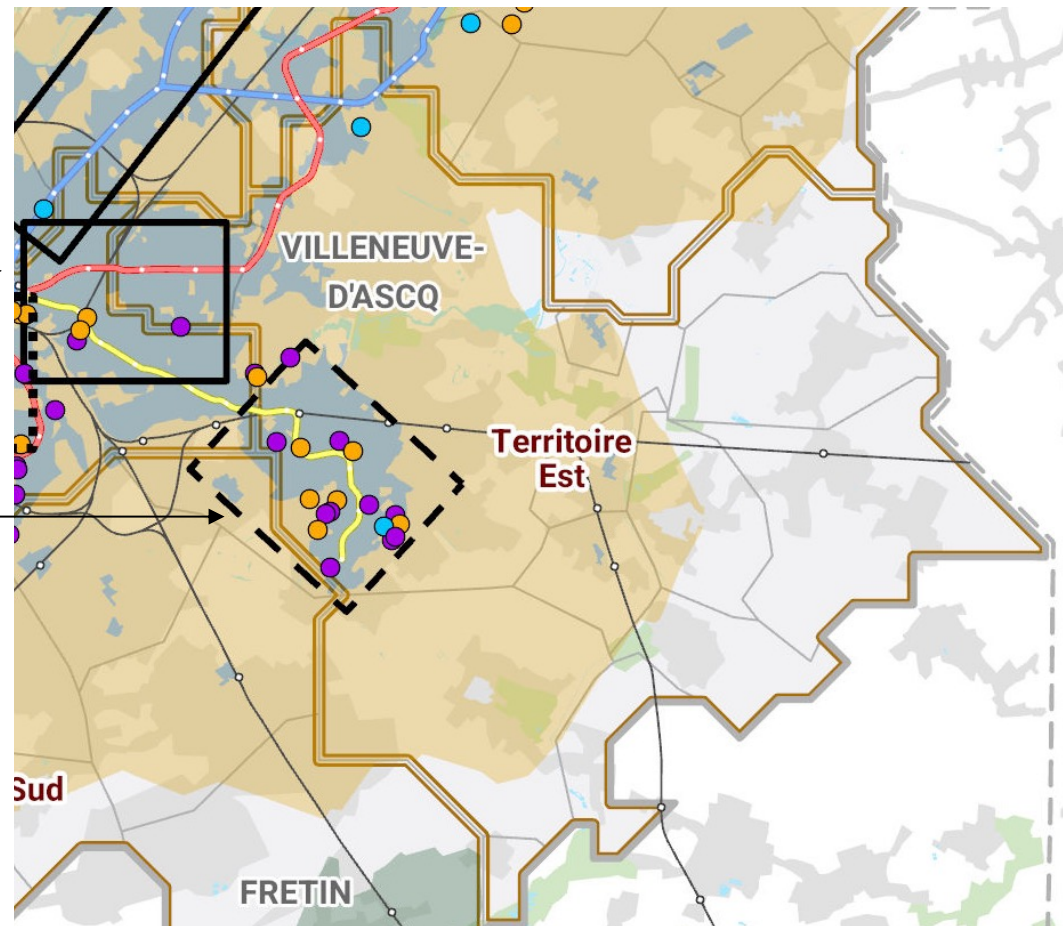 VILLENEUVE-
D'ASCQ
Territoire
Est
Sud
FRETIN